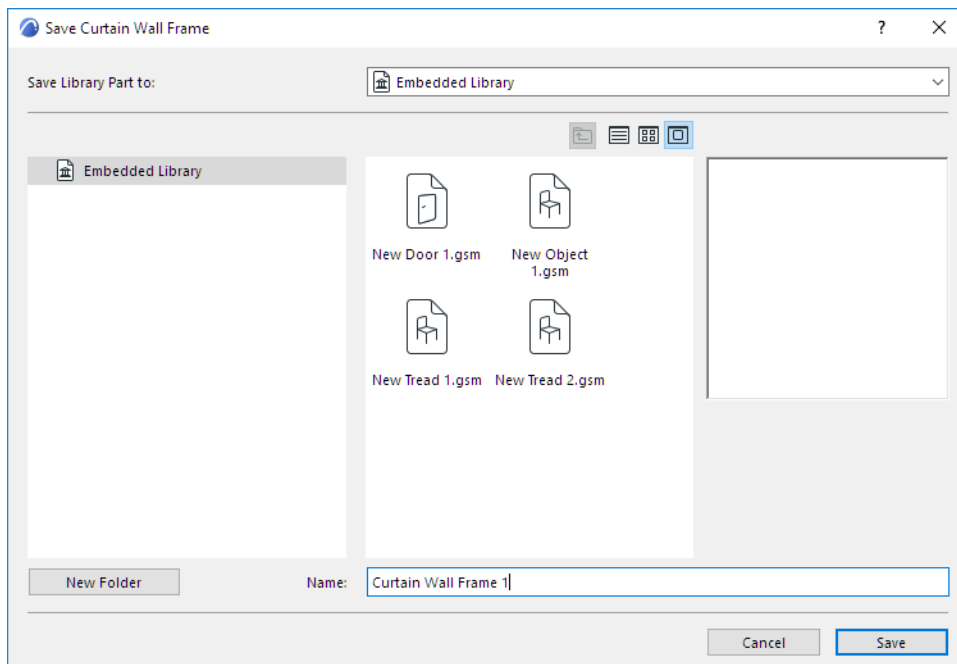 Save Curtain Wall Frame
?
Save Library Part to:
Embedded Library
Embedded Library
New Door 1.gsm
New Object
1.gsm
New Tread 1.gsm
New Tread 2.gsm
New Folder
Name:
Curtain Wall Frame 1
Cancel
Save